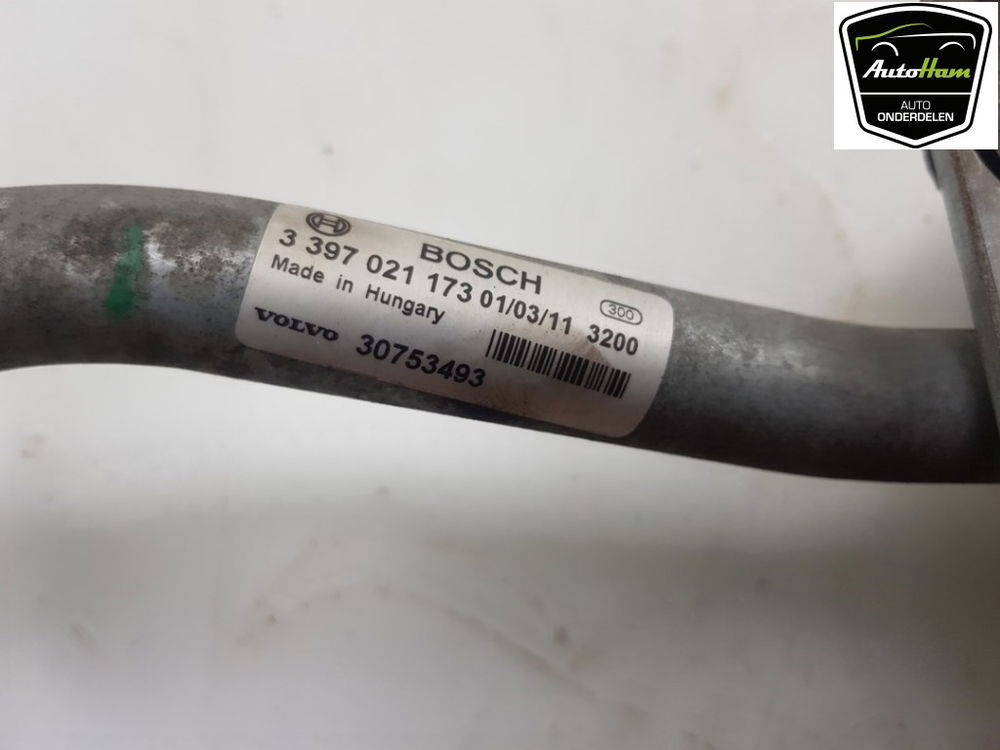 AutoHam
AUTO
ONDERDELEN
BOSCH
3 397 021 173 01/03/11 3200
300
Made in Hungary
VOLVO 30753493